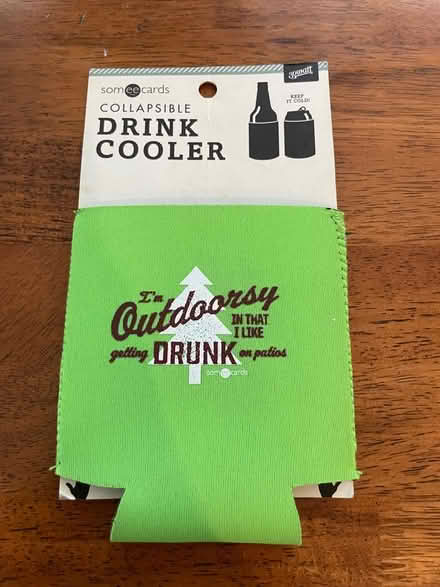 someecards
COLLAPSIBLE
DRINK
COOLER
KEEP
IT COLD!
I'm
Outdoorsy
IN THAT
I LIKE
getting DRUNK on patios
someecards